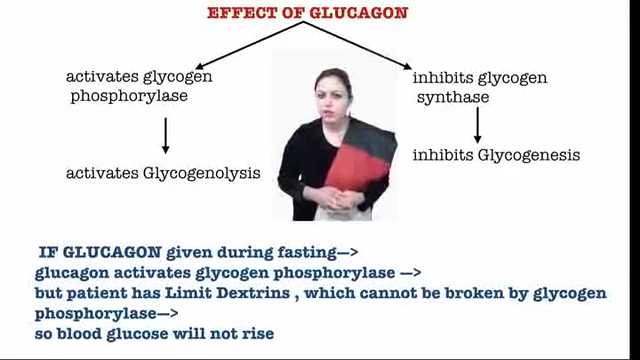 EFFECT OF GLUCAGON
activates glycogen
phosphorylase
activates Glycogenolysis
inhibits glycogen
synthase
inhibits Glycogenesis
IF GLUCAGON given during fasting—>
glucagon activates glycogen phosphorylase —>
but patient has Limit Dextrins , which cannot be broken by glycogen
phosphorylase—>
so blood glucose will not rise